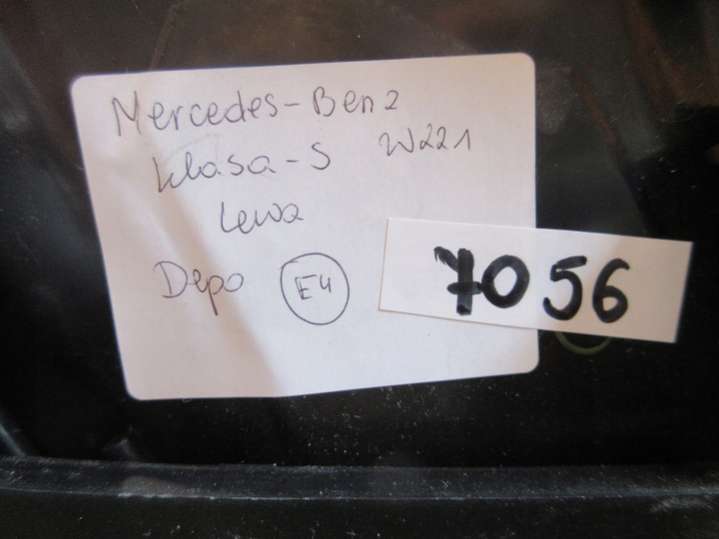 Mercedes-Benz
klasa-S W221
Lewa
Depo E4
7056